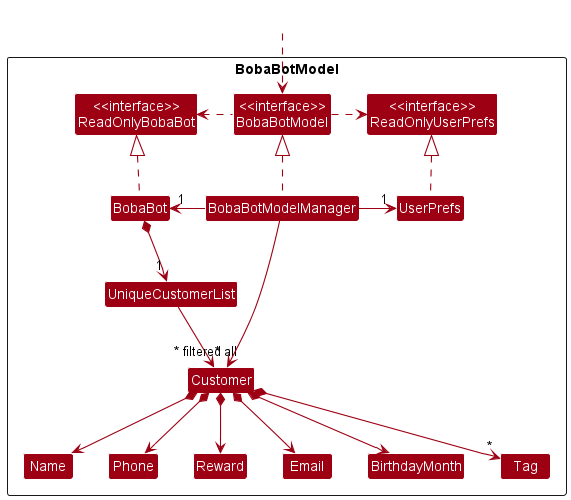 BobaBotModel
<<interface>>
ReadOnlyBobaBot
<<interface>>
BobaBotModel
<<interface>>
ReadOnlyUserPrefs
1
1
BobaBot
BobaBotModelManager
UserPrefs
1
UniqueCustomerList
* filtered
* all
Customer
*
Name
Phone
Reward
Email
BirthdayMonth
Tag